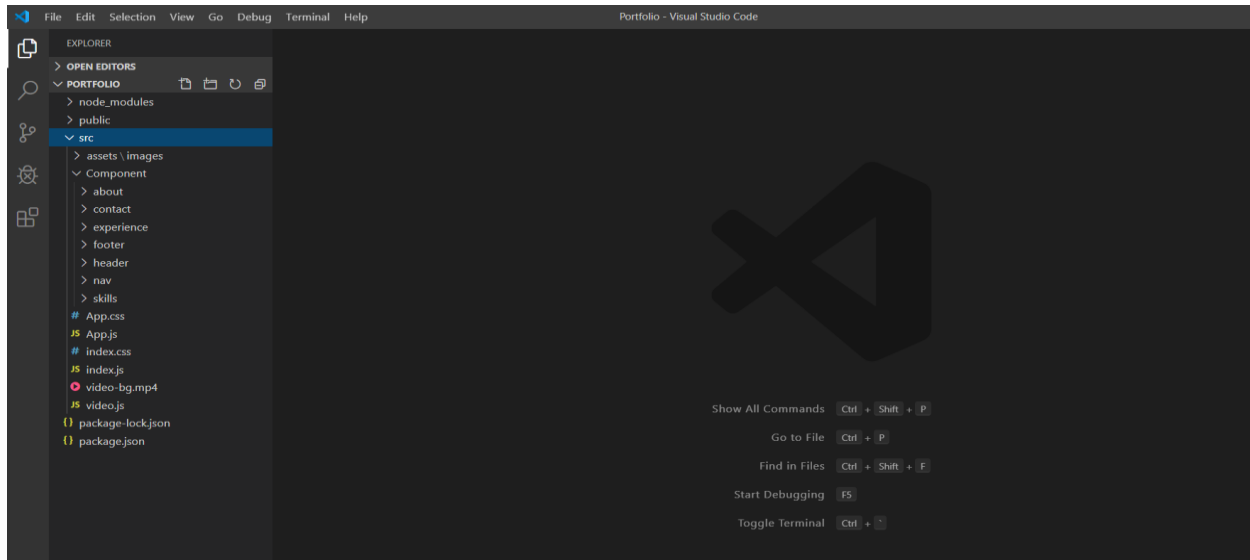 File Edit Selection View Go Debug Terminal Help Portfolio - Visual Studio Code
EXPLORER
OPEN EDITORS
PORTFOLIO
node_modules
public
src
assets \ images
Component
about
contact
experience
footer
header
nav
skills
# App.css
JS App.js
# index.css
JS index.js
video-bg.mp4
JS video.js
{} package-lock.json
{} package.json
Show All Commands Ctrl + Shift + P
Go to File Ctrl + P
Find in Files Ctrl + Shift + F
Start Debugging F5
Toggle Terminal Ctrl + `